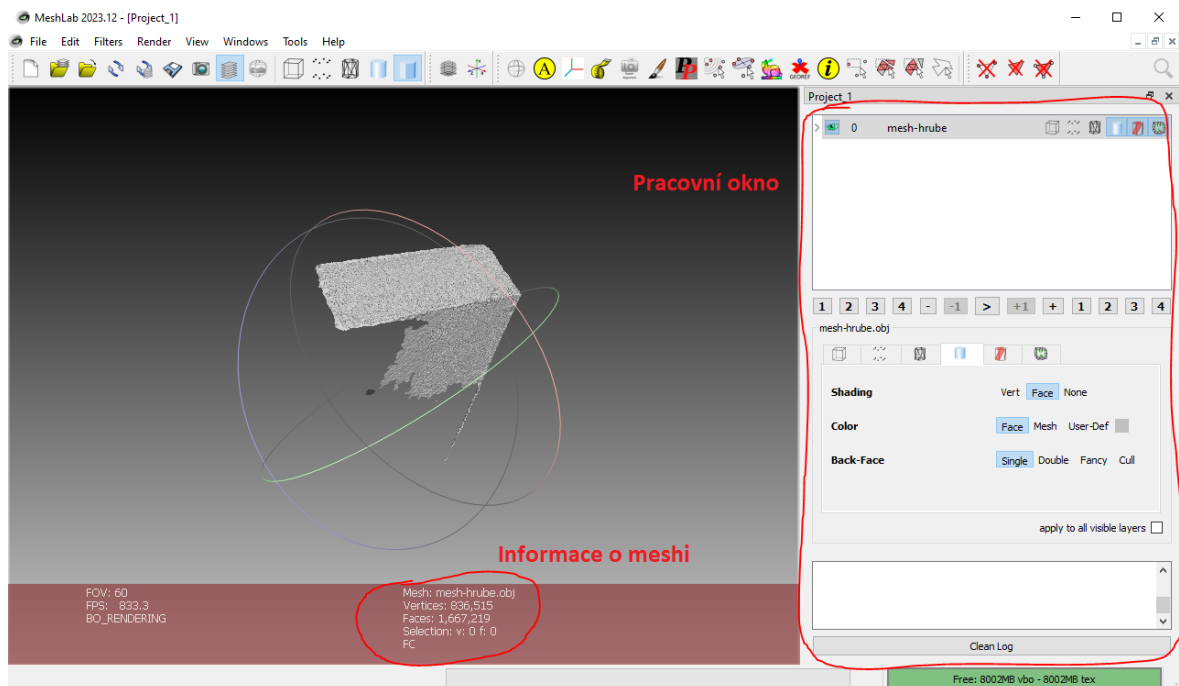 MeshLab 2023.12 - [Project_1]
File Edit Filters Render View Windows Tools Help
A
Pp
GEOREF
i
Project_1
0 mesh-hrube
Pracovní okno
1 2 3 4 - -1 > +1 + 1 2 3 4
mesh-hrube.obj
Shading Vert Face None
Color Face Mesh User-Def
Back-Face Single Double Fancy Cull
apply to all visible layers
Informace o meshi
FOV: 60
FPS: 833.3
BO_RENDERING
Mesh: mesh-hrube.obj
Vertices: 836,515
Faces: 1,667,219
Selection: v: 0 f: 0
FC
Clean Log
Free: 8002MB vbo - 8002MB tex